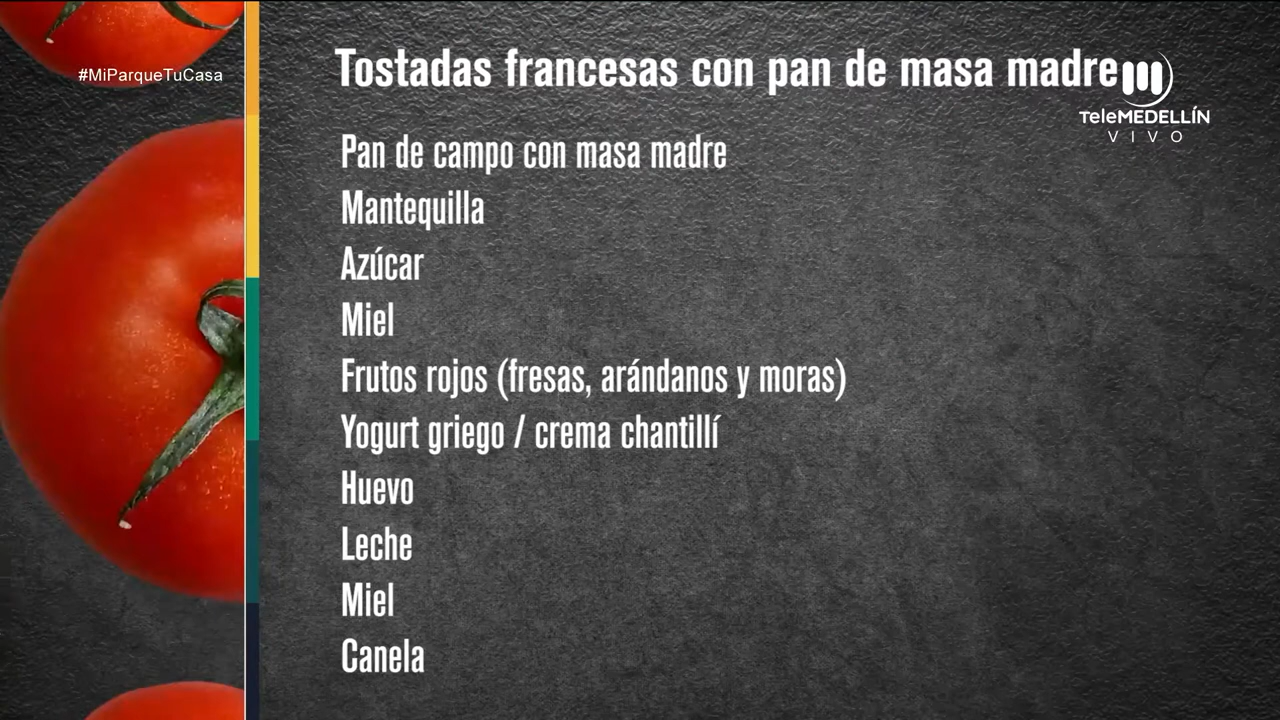 #MiParqueTuCasa
Tostadas francesas con pan de masa madre
TeleMEDELLÍN
VIVO
Pan de campo con masa madre
Mantequilla
Azúcar
Miel
Frutos rojos (fresas, arándanos y moras)
Yogurt griego / crema chantillí
Huevo
Leche
Miel
Canela